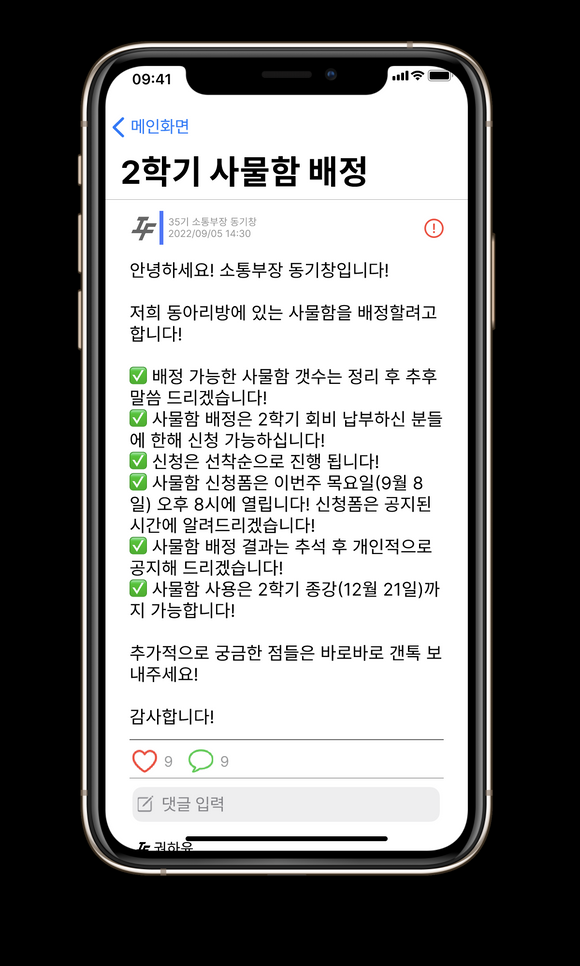 09:41
메인화면
2학기 사물함 배정
35기 소통부장 동기창
2022/09/05 14:30
안녕하세요! 소통부장 동기창입니다!
저희 동아리방에 있는 사물함을 배정할려고
합니다!
✅ 배정 가능한 사물함 갯수는 정리 후 추후
말씀 드리겠습니다!
✅ 사물함 배정은 2학기 회비 납부하신 분들
에 한해 신청 가능하십니다!
✅ 신청은 선착순으로 진행 됩니다!
✅ 사물함 신청폼은 이번주 목요일(9월 8
일) 오후 8시에 열립니다! 신청폼은 공지된
시간에 알려드리겠습니다!
✅ 사물함 배정 결과는 추석 후 개인적으로
공지해 드리겠습니다!
✅ 사물함 사용은 2학기 종강(12월 21일)까
지 가능합니다!
추가적으로 궁금한 점들은 바로바로 갠톡 보
내주세요!
감사합니다!
9 9
댓글 입력